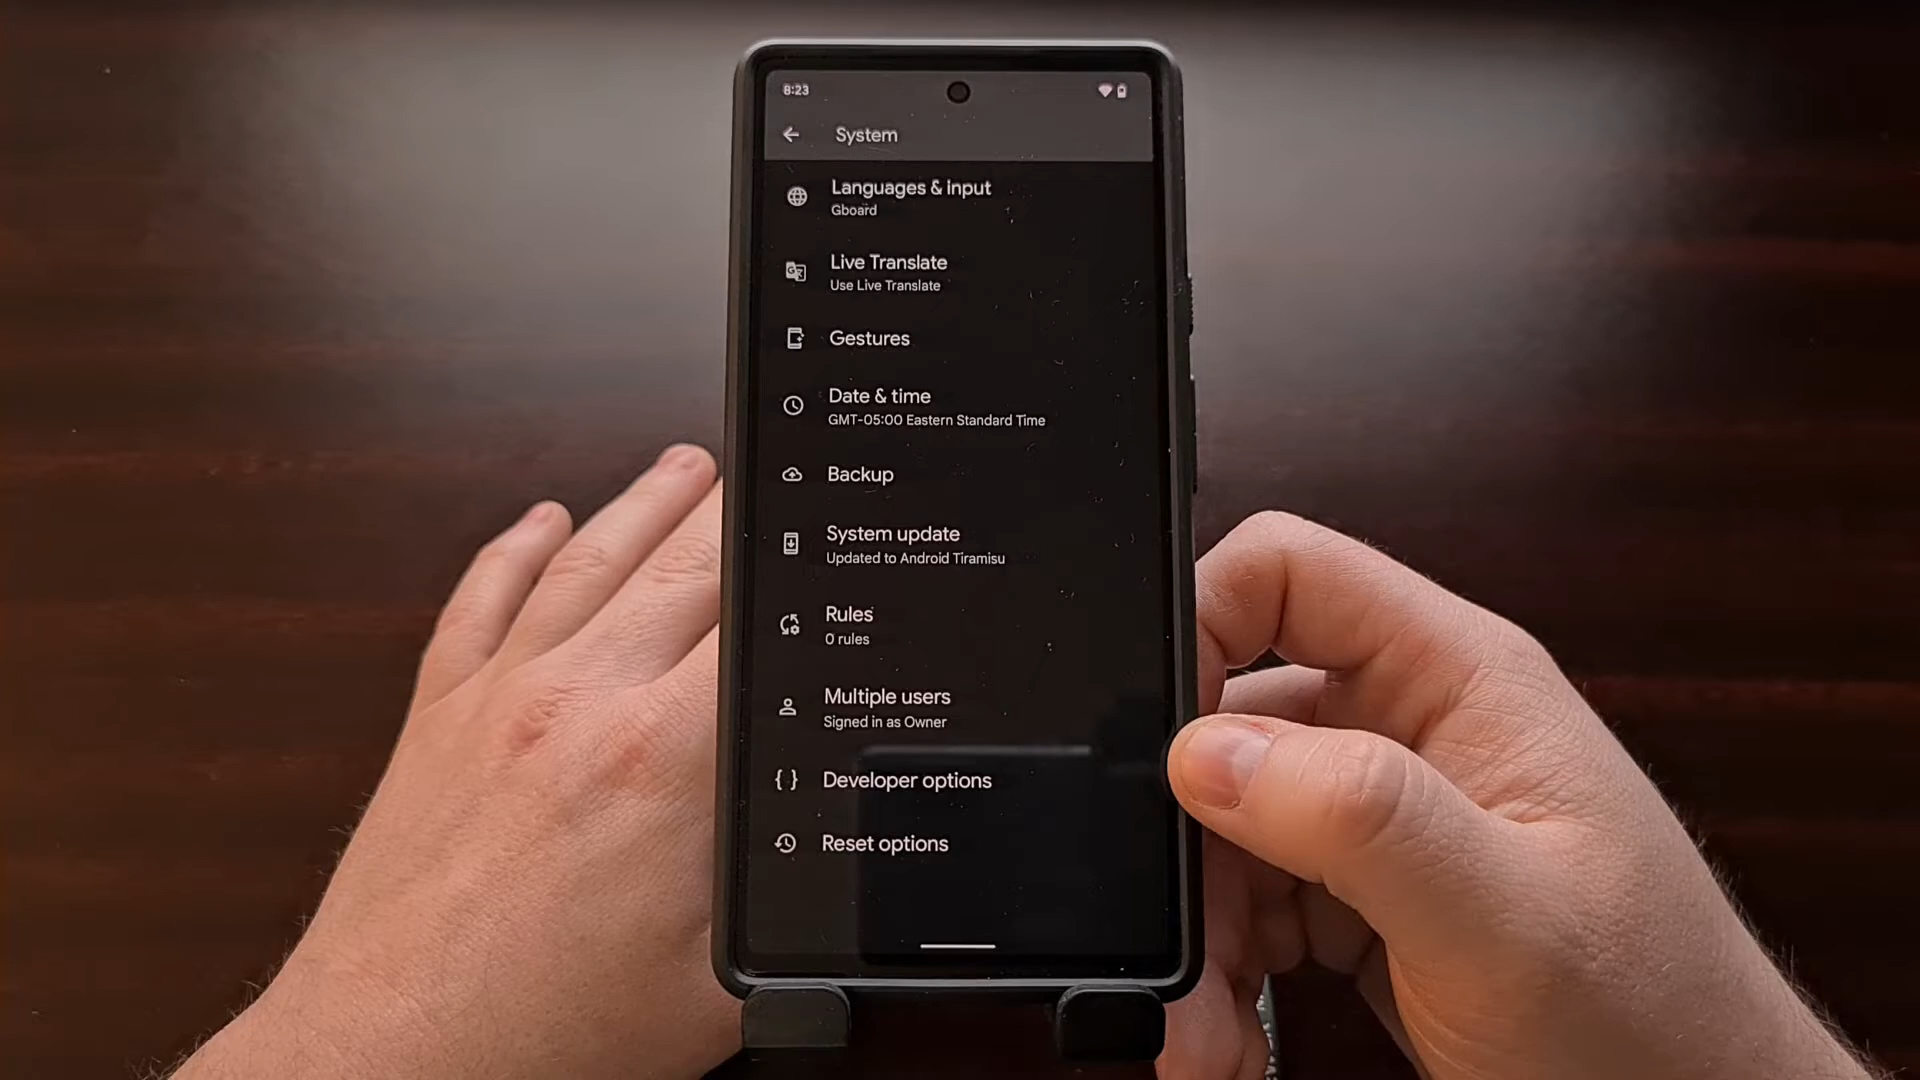 8:23
System
Languages & input
Gboard
Live Translate
Use Live Translate
Gestures
Date & time
GMT-05:00 Eastern Standard Time
Backup
System update
Updated to Android Tiramisu
Rules
0 rules
Multiple users
Signed in as Owner
Developer options
Reset options